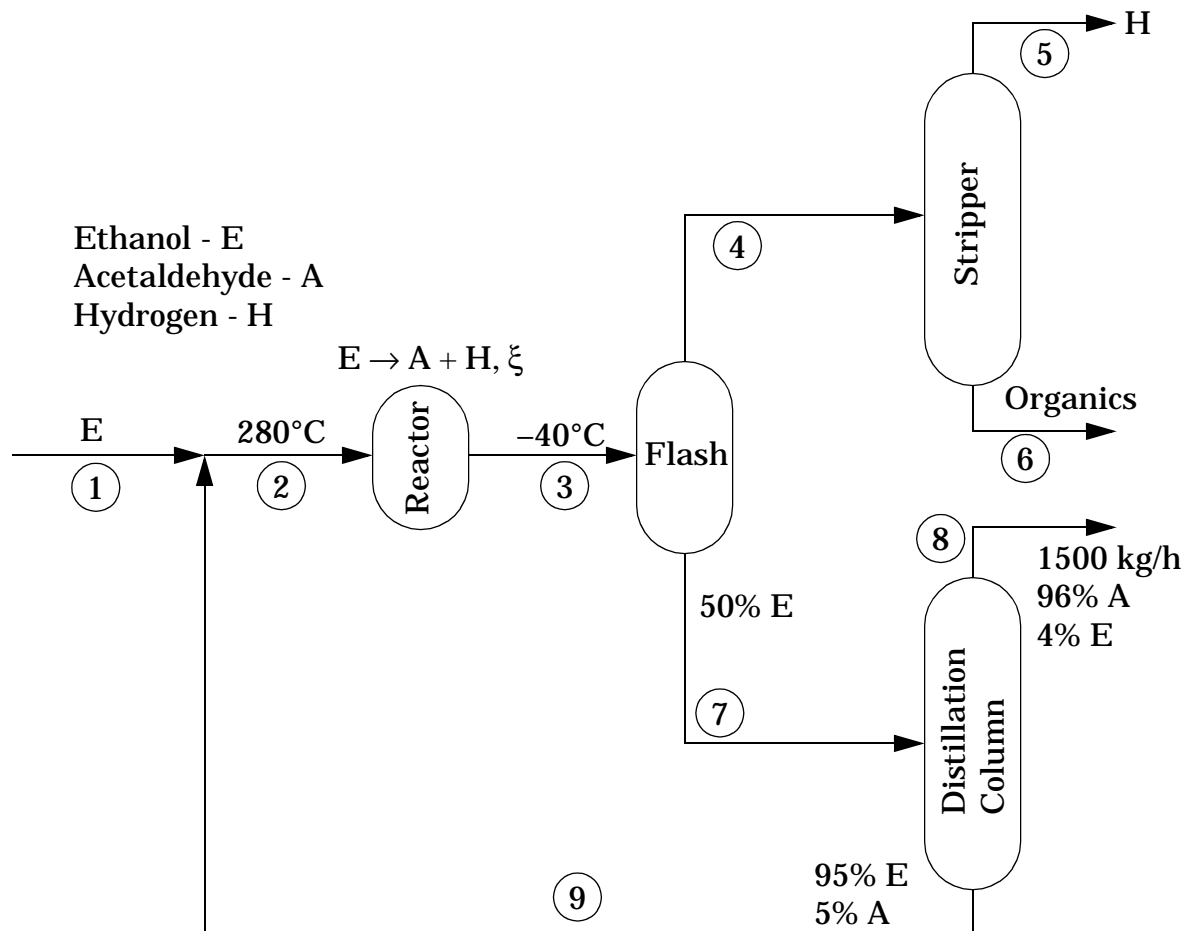 H
5
Stripper
4
Ethanol - E
Acetaldehyde - A
Hydrogen - H
E → A + H, ξ
E
1
280°C
2
Reactor
–40°C
3
Flash
Organics
6
8
1500 kg/h
96% A
4% E
50% E
7
Distillation
Column
95% E
5% A
9